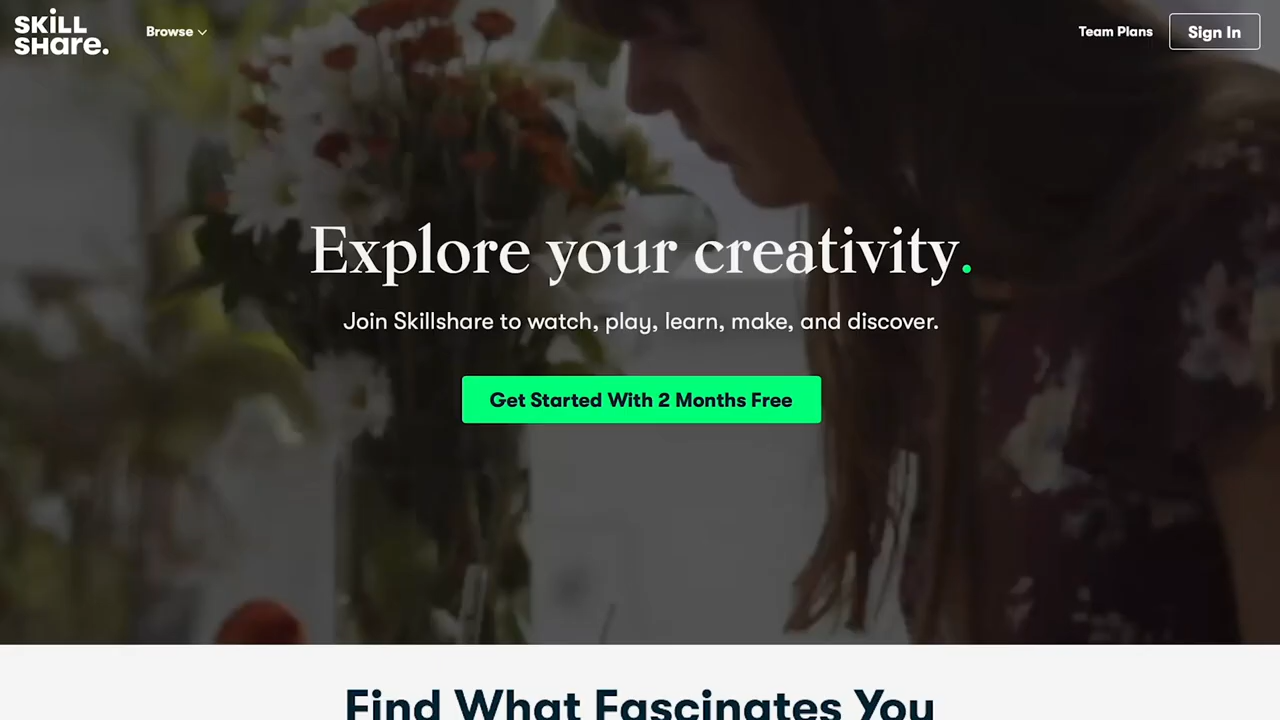 SKiLL
SHare.
Browse
Team Plans
Sign In
Explore your creativity.
Join Skillshare to watch, play, learn, make, and discover.
Get Started With 2 Months Free
Find What Fascinates You